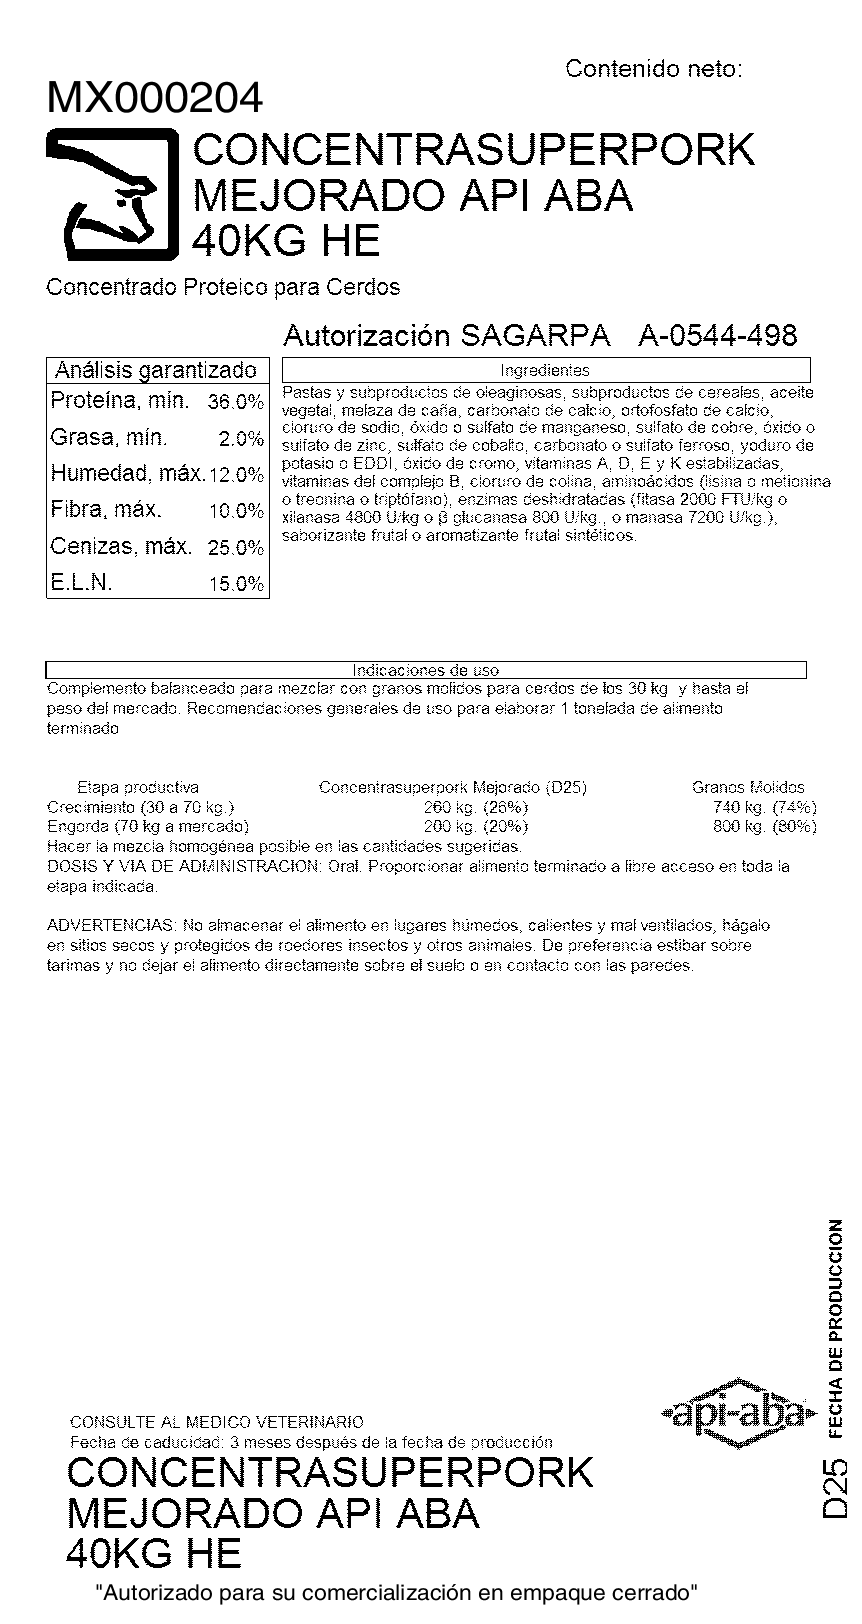 Contenido neto:
MX000204
CONCENTRASUPERPORK
MEJORADO API ABA
40KG HE
Concentrado Proteico para Cerdos
Autorización SAGARPA A-0544-498
Análisis garantizado
Proteína, mín. 36.0%
Grasa, mín. 2.0%
Humedad, máx. 12.0%
Fibra, máx. 10.0%
Cenizas, máx. 25.0%
E.L.N. 15.0%
Ingredientes
Pastas y subproductos de oleaginosas, subproductos de cereales, aceite
vegetal, melaza de caña, carbonato de calcio, ortofosfato de calcio,
cloruro de sodio, óxido o sulfato de manganeso, sulfato de cobre, óxido o
sulfato de zinc, sulfato de cobalto, carbonato o sulfato ferroso, yoduro de
potasio o EDDI, óxido de cromo, vitaminas A, D, E y K estabilizadas,
vitaminas del complejo B, cloruro de colina, aminoácidos (lisina o metionina
o treonina o triptófano), enzimas deshidratadas (fitasa 2000 FTU/kg o
xilanasa 4800 U/kg o β glucanasa 800 U/kg., o manasa 7200 U/kg.),
saborizante frutal o aromatizante frutal sintéticos.
Indicaciones de uso
Complemento balanceado para mezclar con granos molidos para cerdos de los 30 kg y hasta el
peso del mercado. Recomendaciones generales de uso para elaborar 1 tonelada de alimento
terminado
Etapa productiva Concentrasuperpork Mejorado (D25) Granos Molidos
Crecimiento (30 a 70 kg.) 260 kg. (26%) 740 kg. (74%)
Engorda (70 kg a mercado) 200 kg. (20%) 800 kg. (80%)
Hacer la mezcla homogénea posible en las cantidades sugeridas.
DOSIS Y VIA DE ADMINISTRACION: Oral. Proporcionar alimento terminado a libre acceso en toda la
etapa indicada.
ADVERTENCIAS: No almacenar el alimento en lugares húmedos, calientes y mal ventilados, hágalo
en sitios secos y protegidos de roedores insectos y otros animales. De preferencia estibar sobre
tarimas y no dejar el alimento directamente sobre el suelo o en contacto con las paredes.
FECHA DE PRODUCCION
D25
api-aba
CONSULTE AL MEDICO VETERINARIO
Fecha de caducidad: 3 meses después de la fecha de producción
CONCENTRASUPERPORK
MEJORADO API ABA
40KG HE
"Autorizado para su comercialización en empaque cerrado"